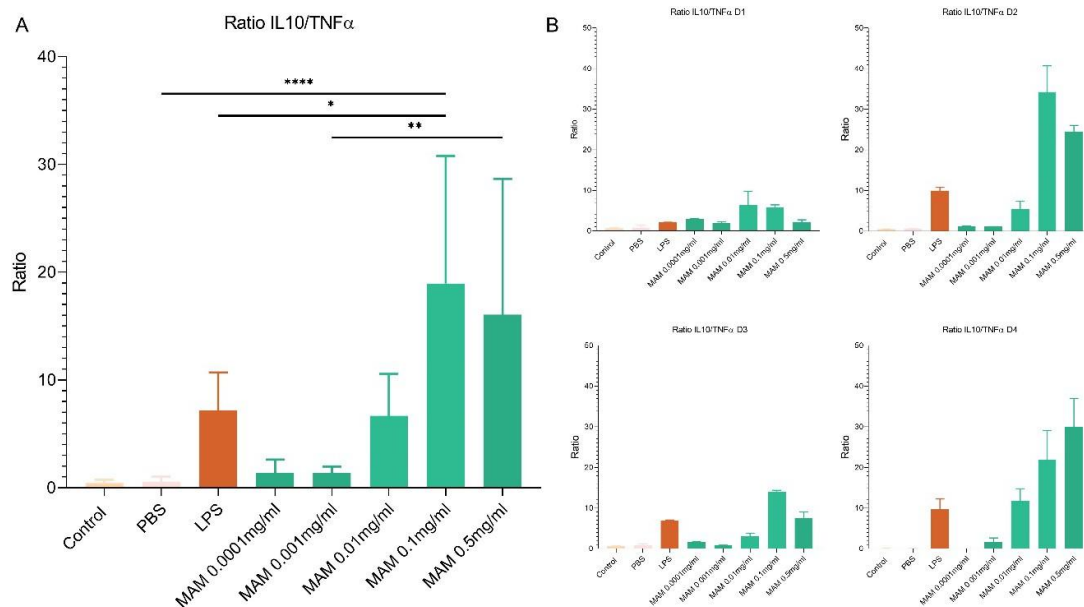 A
Ratio IL10/TNFα
40
30
20
10
0
Ratio
****
*
**
Control
PBS
LPS
MAM 0.0001mg/ml
MAM 0.001mg/ml
MAM 0.01mg/ml
MAM 0.1mg/ml
MAM 0.5mg/ml
B
Ratio IL10/TNFα D1
50
40
30
20
10
0
Ratio
Control
PBS
LPS
MAM 0.0001mg/ml
MAM 0.001mg/ml
MAM 0.01mg/ml
MAM 0.1mg/ml
MAM 0.5mg/ml
Ratio IL10/TNFα D2
50
40
30
20
10
0
Ratio
Control
PBS
LPS
MAM 0.0001mg/ml
MAM 0.001mg/ml
MAM 0.01mg/ml
MAM 0.1mg/ml
MAM 0.5mg/ml
Ratio IL10/TNFα D3
50
40
30
20
10
0
Ratio
Control
PBS
LPS
MAM 0.0001mg/ml
MAM 0.001mg/ml
MAM 0.01mg/ml
MAM 0.1mg/ml
MAM 0.5mg/ml
Ratio IL10/TNFα D4
50
40
30
20
10
0
Ratio
Control
PBS
LPS
MAM 0.0001mg/ml
MAM 0.001mg/ml
MAM 0.01mg/ml
MAM 0.1mg/ml
MAM 0.5mg/ml